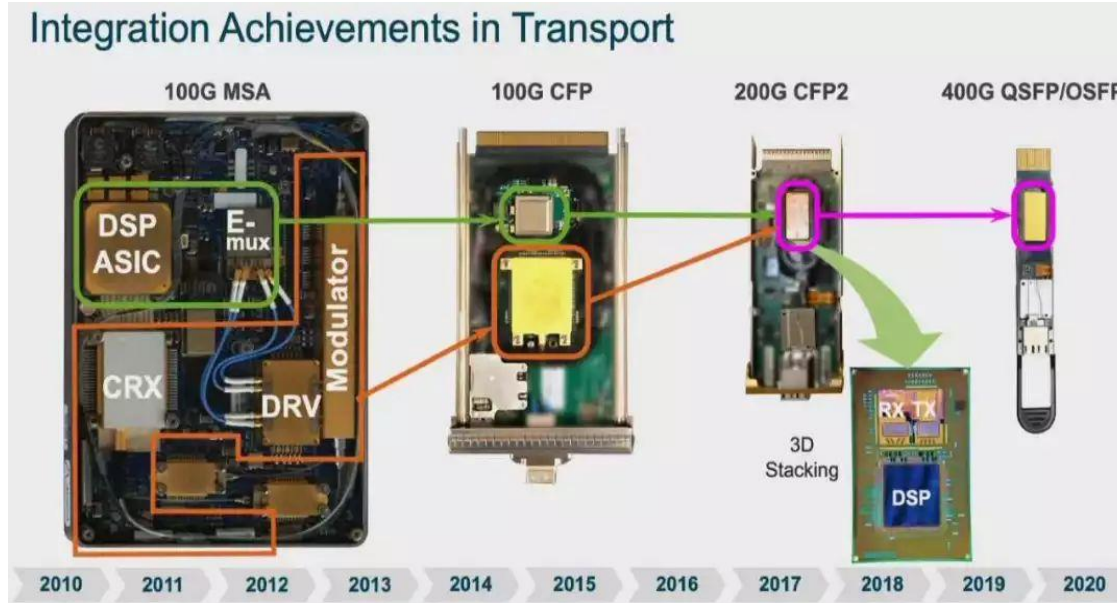 Integration Achievements in Transport
100G MSA
100G CFP
200G CFP2
400G QSFP/OSFP
DSP
ASIC
E-
mux
Modulator
CRX
DRV
3D
Stacking
RX TX
DSP
2010 2011 2012 2013 2014 2015 2016 2017 2018 2019 2020